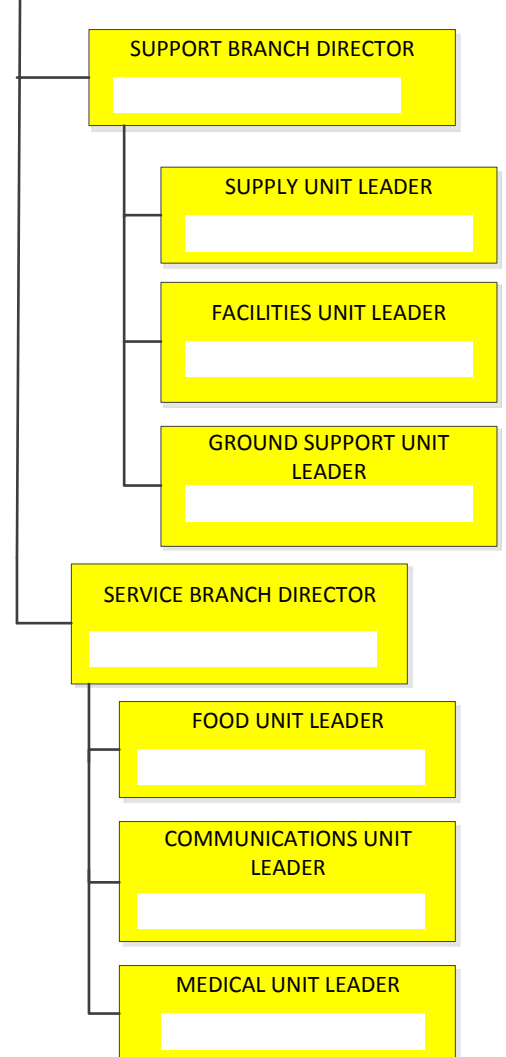 SUPPORT BRANCH DIRECTOR
SUPPLY UNIT LEADER
FACILITIES UNIT LEADER
GROUND SUPPORT UNIT
LEADER
SERVICE BRANCH DIRECTOR
FOOD UNIT LEADER
COMMUNICATIONS UNIT
LEADER
MEDICAL UNIT LEADER